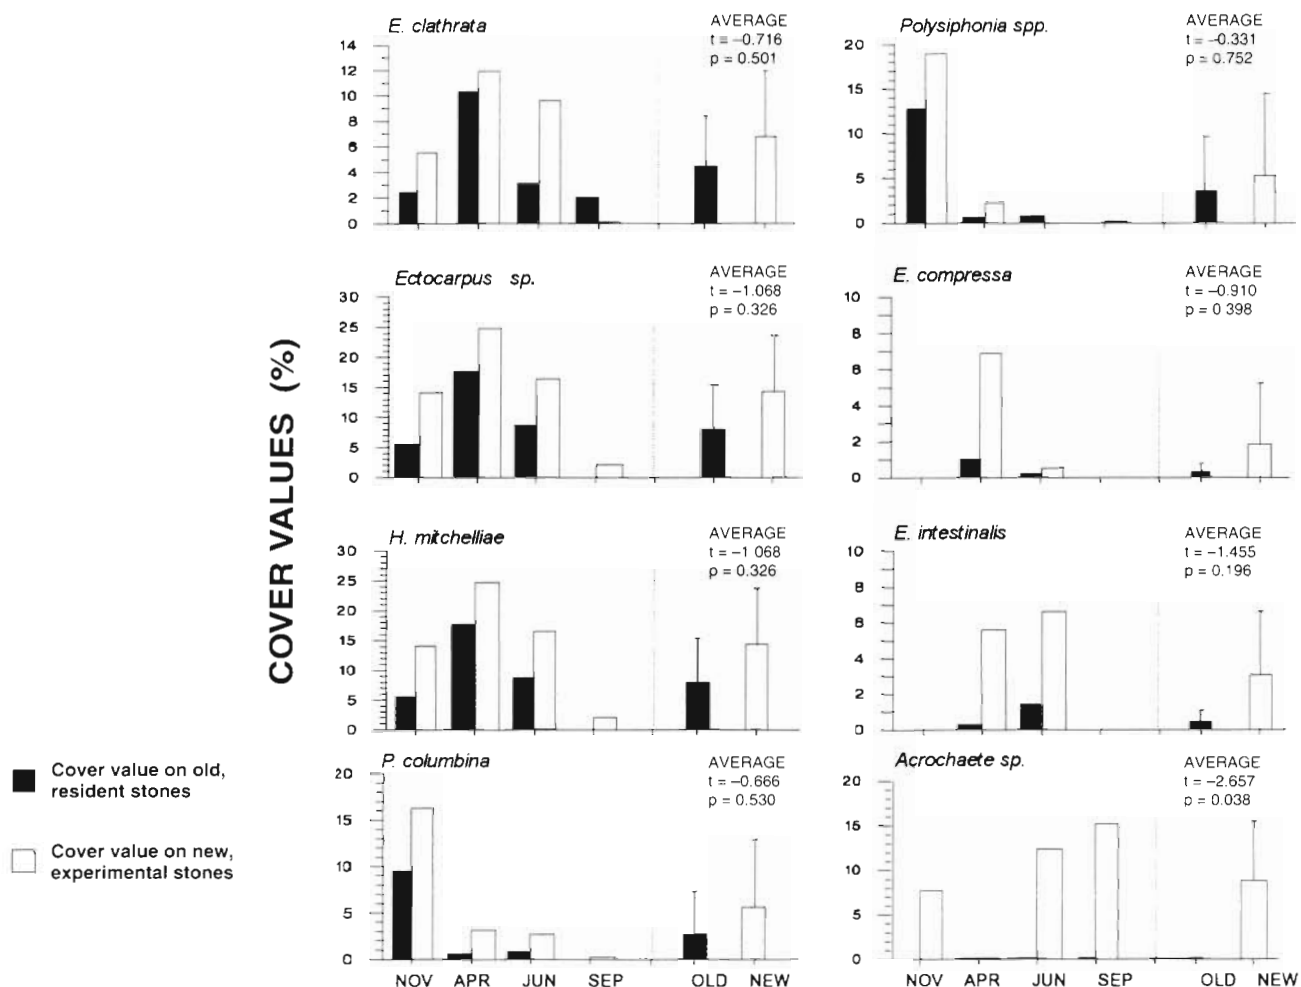 E. clathrata
AVERAGE
t = –0.716
p = 0.501
14
12
10
8
6
4
2
0
Polysiphonia spp.
AVERAGE
t = –0.331
p = 0.752
20
15
10
5
0
Ectocarpus sp.
AVERAGE
t = –1.068
p = 0.326
30
25
20
15
10
5
0
E. compressa
AVERAGE
t = –0.910
p = 0 398
10
8
6
4
2
0
H. mitchelliae
AVERAGE
t = –1 068
p = 0.326
30
25
20
15
10
5
0
E. intestinalis
AVERAGE
t = –1.455
p = 0.196
10
8
6
4
2
0
P. columbina
AVERAGE
t = –0.666
p = 0.530
20
15
10
5
0
NOV APR JUN SEP OLD NEW
Acrochaete sp.
AVERAGE
t = –2.657
p = 0.038
20
15
10
5
0
NOV APR JUN SEP OLD NEW
COVER VALUES (%)
Cover value on old,
resident stones
Cover value on new,
experimental stones